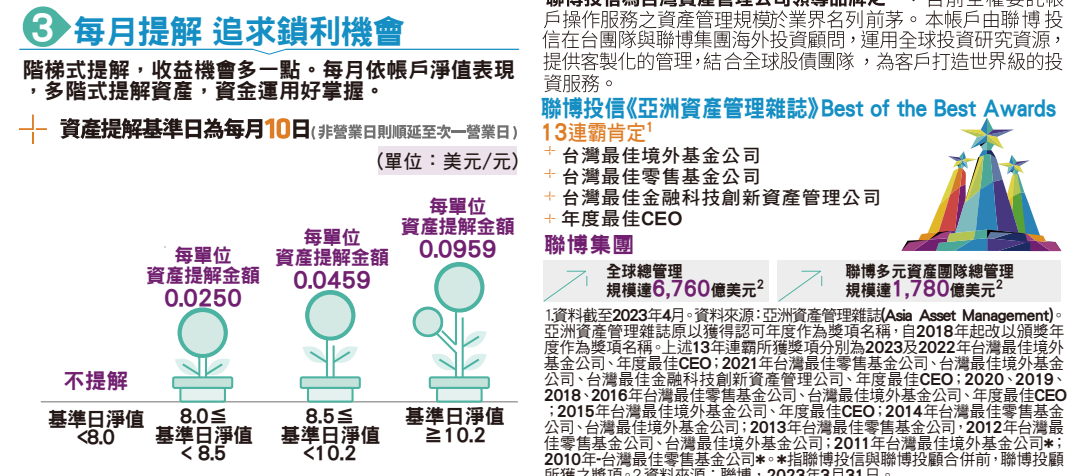 3 每月提解 追求鎖利機會
階梯式提解，收益機會多一點。每月依帳戶淨值表現
，多階式提解資產，資金運用好掌握。
資產提解基準日為每月10日(非營業日則順延至次一營業日)
(單位：美元/元)
每單位
資產提解金額
0.0959
每單位
資產提解金額
0.0459
每單位
資產提解金額
0.0250
不提解
基準日淨值
<8.0
8.0≦
基準日淨值
< 8.5
8.5≦
基準日淨值
<10.2
基準日淨值
≧10.2
戶操作服務之資產管理規模於業界名列前茅。本帳戶由聯博投
信在台團隊與聯博集團海外投資顧問，運用全球投資研究資源，
提供客製化的管理，結合全球股債團隊，為客戶打造世界級的投
資服務。
聯博投信《亞洲資產管理雜誌》Best of the Best Awards
13連霸肯定1
+ 台灣最佳境外基金公司
+ 台灣最佳零售基金公司
+ 台灣最佳金融科技創新資產管理公司
+ 年度最佳CEO
聯博集團
全球總管理
規模達6,760億美元2
聯博多元資產團隊總管理
規模達1,780億美元2
1.資料截至2023年4月。資料來源：亞洲資產管理雜誌(Asia Asset Management)。
亞洲資產管理雜誌原以獲得認可年度作為獎項名稱，自2018年起改以頒獎年
度作為獎項名稱。上述13年連霸所獲獎項分別為2023及2022年台灣最佳境外
基金公司、年度最佳CEO；2021年台灣最佳零售基金公司、台灣最佳境外基金
公司、台灣最佳金融科技創新資產管理公司、年度最佳CEO；2020、2019、
2018、2016年台灣最佳零售基金公司、台灣最佳境外基金公司、年度最佳CEO
；2015年台灣最佳境外基金公司、年度最佳CEO；2014年台灣最佳零售基金
公司、台灣最佳境外基金公司；2013年台灣最佳零售基金公司，2012年台灣最
佳零售基金公司、台灣最佳境外基金公司；2011年台灣最佳境外基金公司*；
2010年-台灣最佳零售基金公司*。*指聯博投信與聯博投顧合併前，聯博投顧
所獲之獎項。2.資料來源：聯博，2023年3月31日。